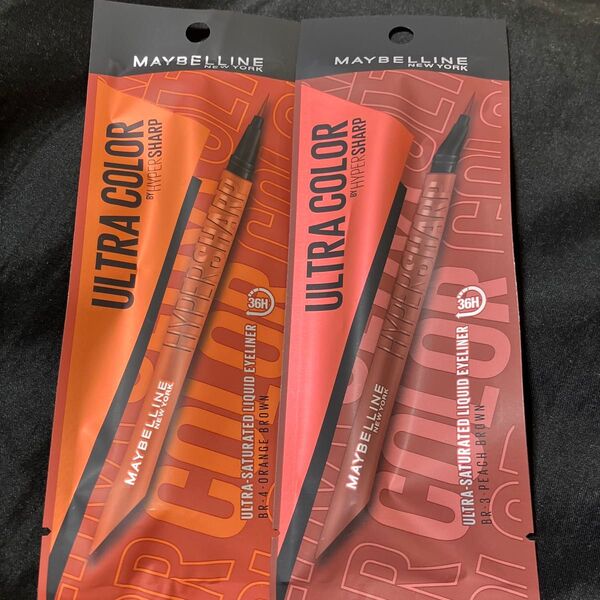 MAYBELLINE
NEW YORK
ULTRA COLOR
BY HYPERSHARP
HYPERSHARP
MAYBELLINE
NEW YORK
36H
ULTRA-SATURATED LIQUID EYELINER
BR-4-ORANGE BROWN
COLOR
MAYBELLINE
NEW YORK
ULTRA COLOR
BY HYPERSHARP
HYPERSHARP
MAYBELLINE
NEW YORK
36H
ULTRA-SATURATED LIQUID EYELINER
BR-3-PEACH BROWN
COLOR